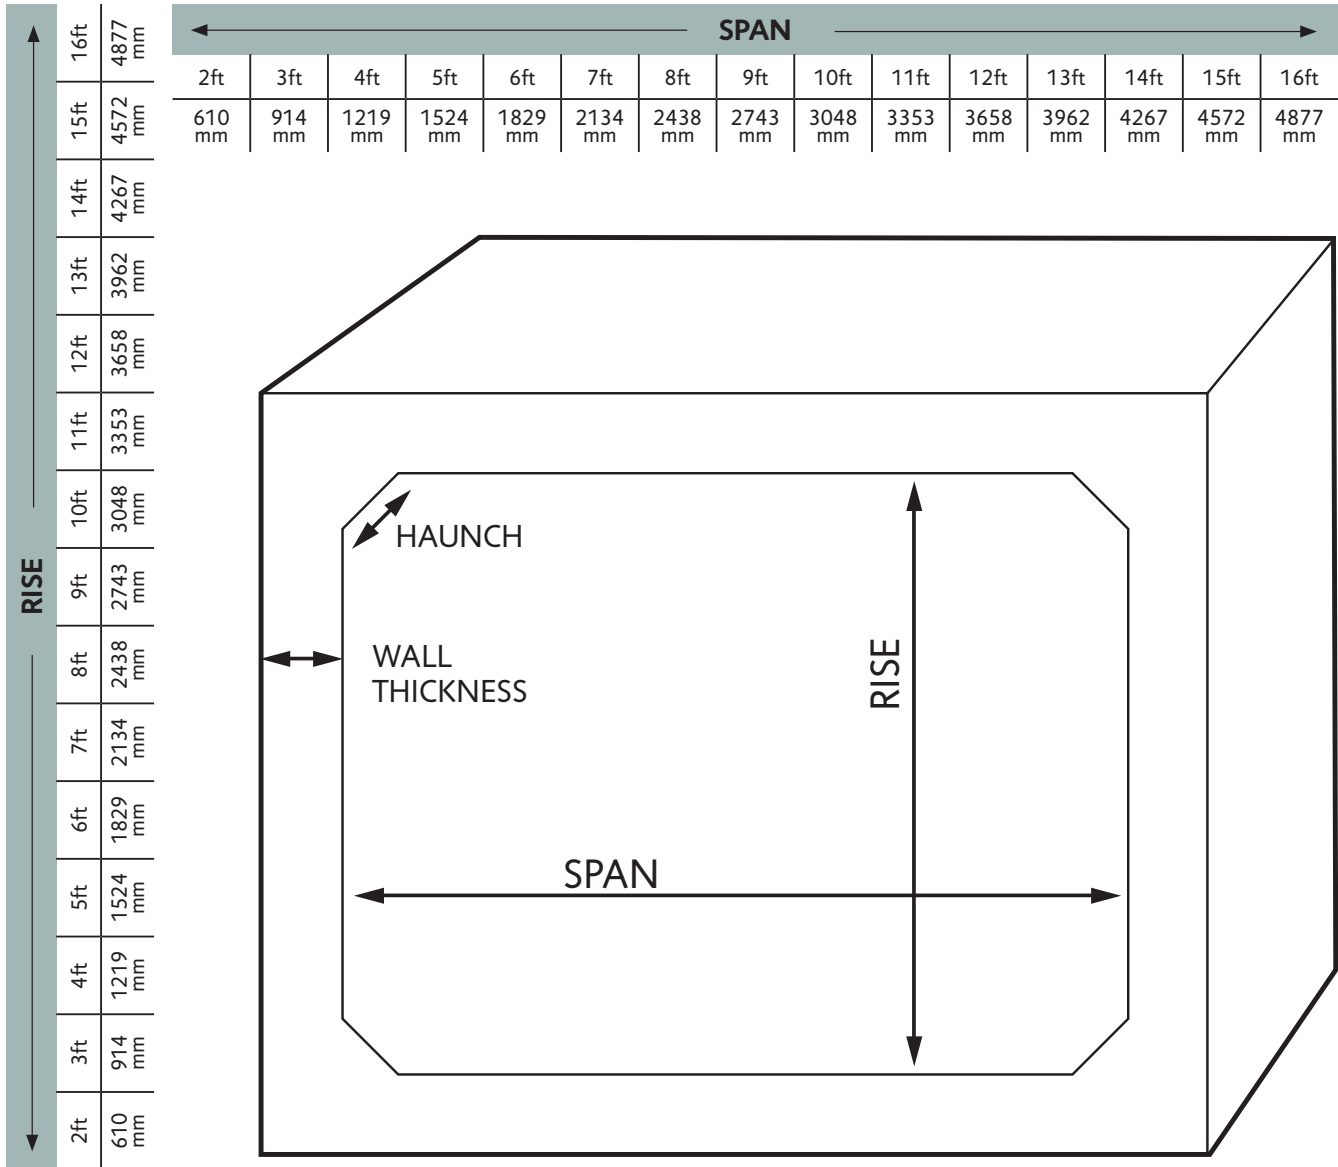 SPAN
2ft 3ft 4ft 5ft 6ft 7ft 8ft 9ft 10ft 11ft 12ft 13ft 14ft 15ft 16ft
610 914 1219 1524 1829 2134 2438 2743 3048 3353 3658 3962 4267 4572 4877
mm mm mm mm mm mm mm mm mm mm mm mm mm mm mm
RISE
2ft 3ft 4ft 5ft 6ft 7ft 8ft 9ft 10ft 11ft 12ft 13ft 14ft 15ft 16ft
610 914 1219 1524 1829 2134 2438 2743 3048 3353 3658 3962 4267 4572 4877
mm mm mm mm mm mm mm mm mm mm mm mm mm mm mm
HAUNCH
WALL
THICKNESS
RISE
SPAN